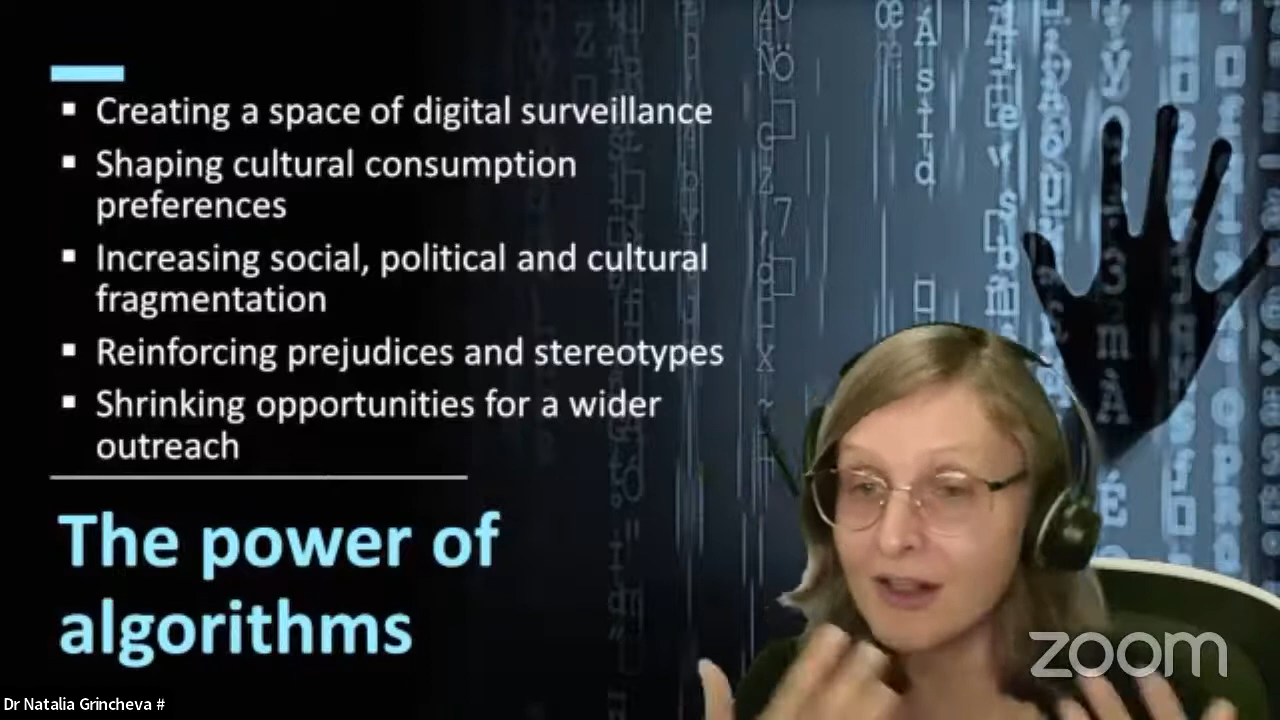 ▪ Creating a space of digital surveillance
▪ Shaping cultural consumption
preferences
▪ Increasing social, political and cultural
fragmentation
▪ Reinforcing prejudices and stereotypes
▪ Shrinking opportunities for a wider
outreach
The power of
algorithms
zoom
Dr Natalia Grincheva #